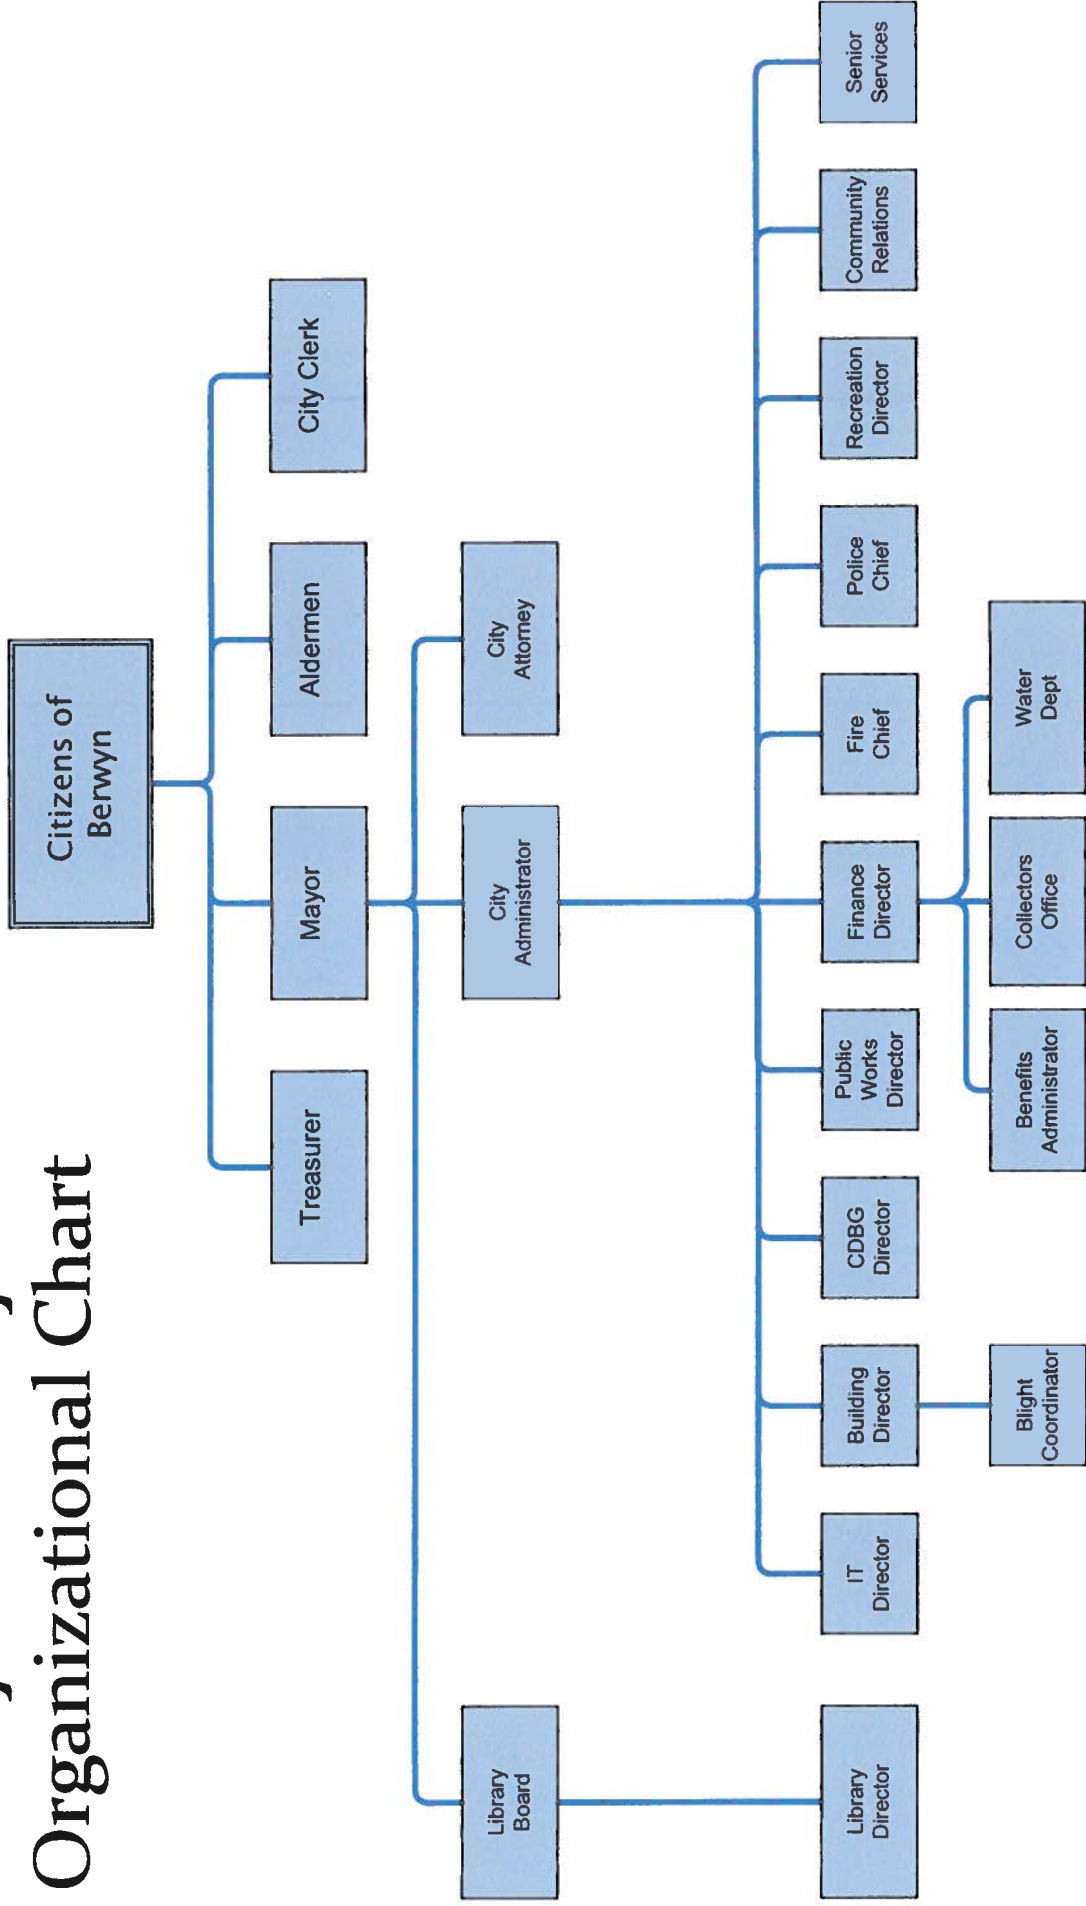 Organizational Chart
Citizens of
Berwyn
Treasurer
Mayor
Aldermen
City Clerk
Library
Board
City
Administrator
City
Attorney
Library
Director
IT
Director
Building
Director
CDBG
Director
Public
Works
Director
Finance
Director
Fire
Chief
Police
Chief
Recreation
Director
Community
Relations
Senior
Services
Blight
Coordinator
Benefits
Administrator
Collectors
Office
Water
Dept